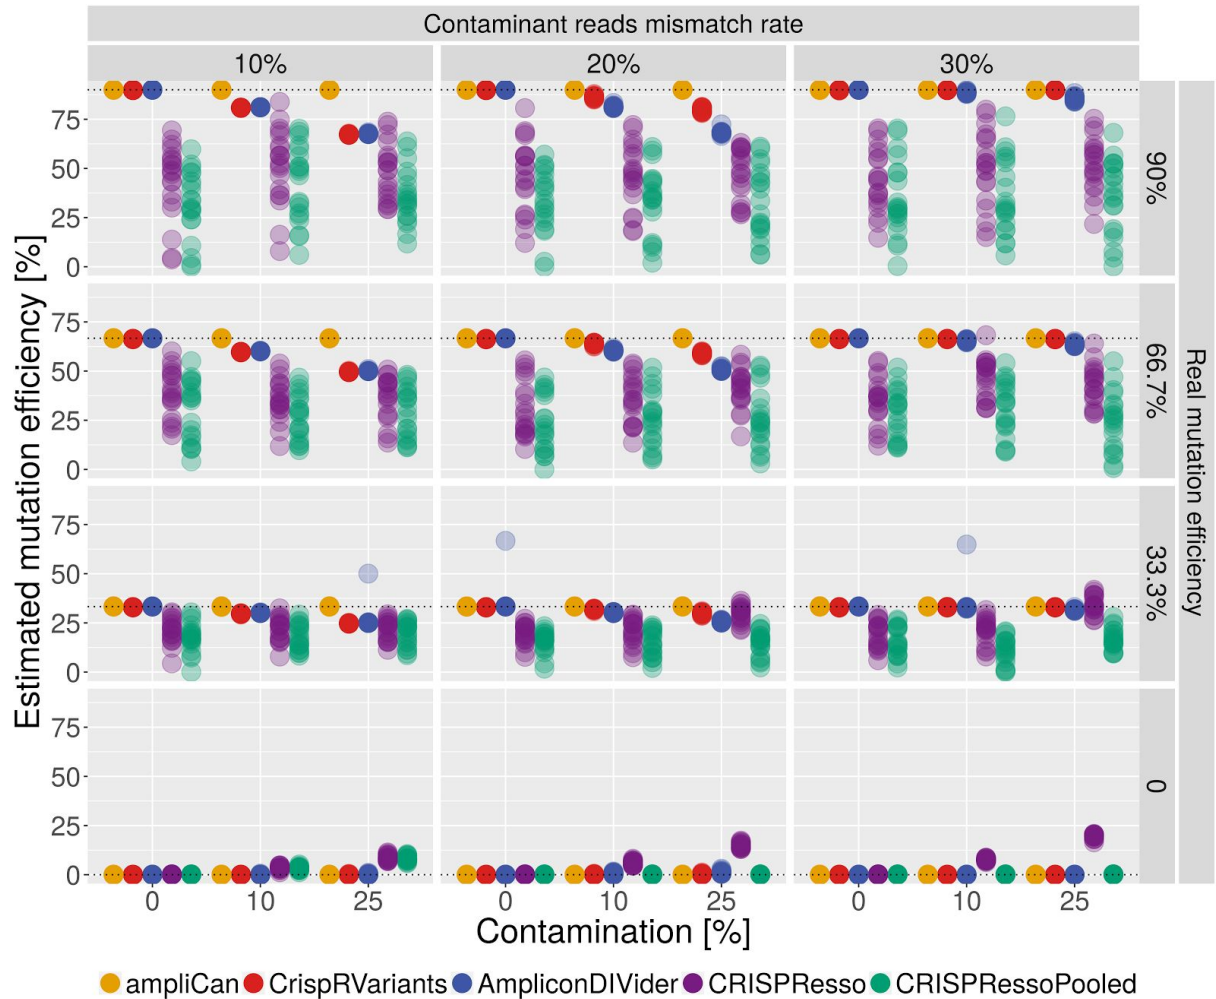 Contaminant reads mismatch rate
10% 20% 30%
Estimated mutation efficiency [%]
75
50
25
0
90%
75
50
25
0
66.7%
75
50
25
0
33.3%
75
50
25
0
0
Real mutation efficiency
0 10 25 0 10 25 0 10 25
Contamination [%]
ampliCan CrispRVariants AmpliconDIVider CRISPResso CRISPRessoPooled